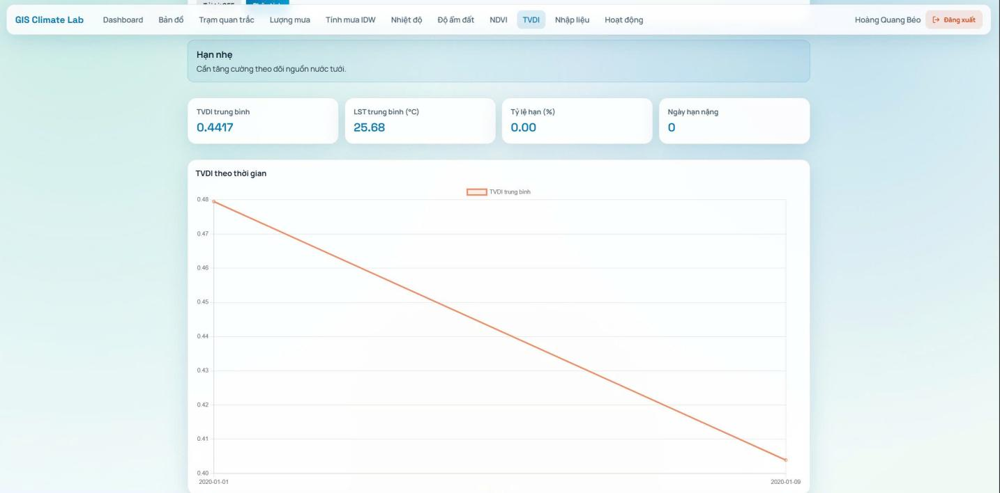 GIS Climate Lab
Dashboard
Bản đồ
Trạm quan trắc
Lượng mưa
Tính mưa IDW
Nhiệt độ
Độ ẩm đất
NDVI
TVDI
Nhập liệu
Hoạt động
Hoàng Quang Béo
Đăng xuất
Hạn nhẹ
Cần tăng cường theo dõi nguồn nước tưới.
TVDI trung bình
0.4417
LST trung bình (°C)
25.68
Tỷ lệ hạn (%)
0.00
Ngày hạn nặng
0
TVDI theo thời gian
TVDI trung bình
0.48
0.47
0.46
0.45
0.44
0.43
0.42
0.41
0.40
2020-01-01
2020-01-09